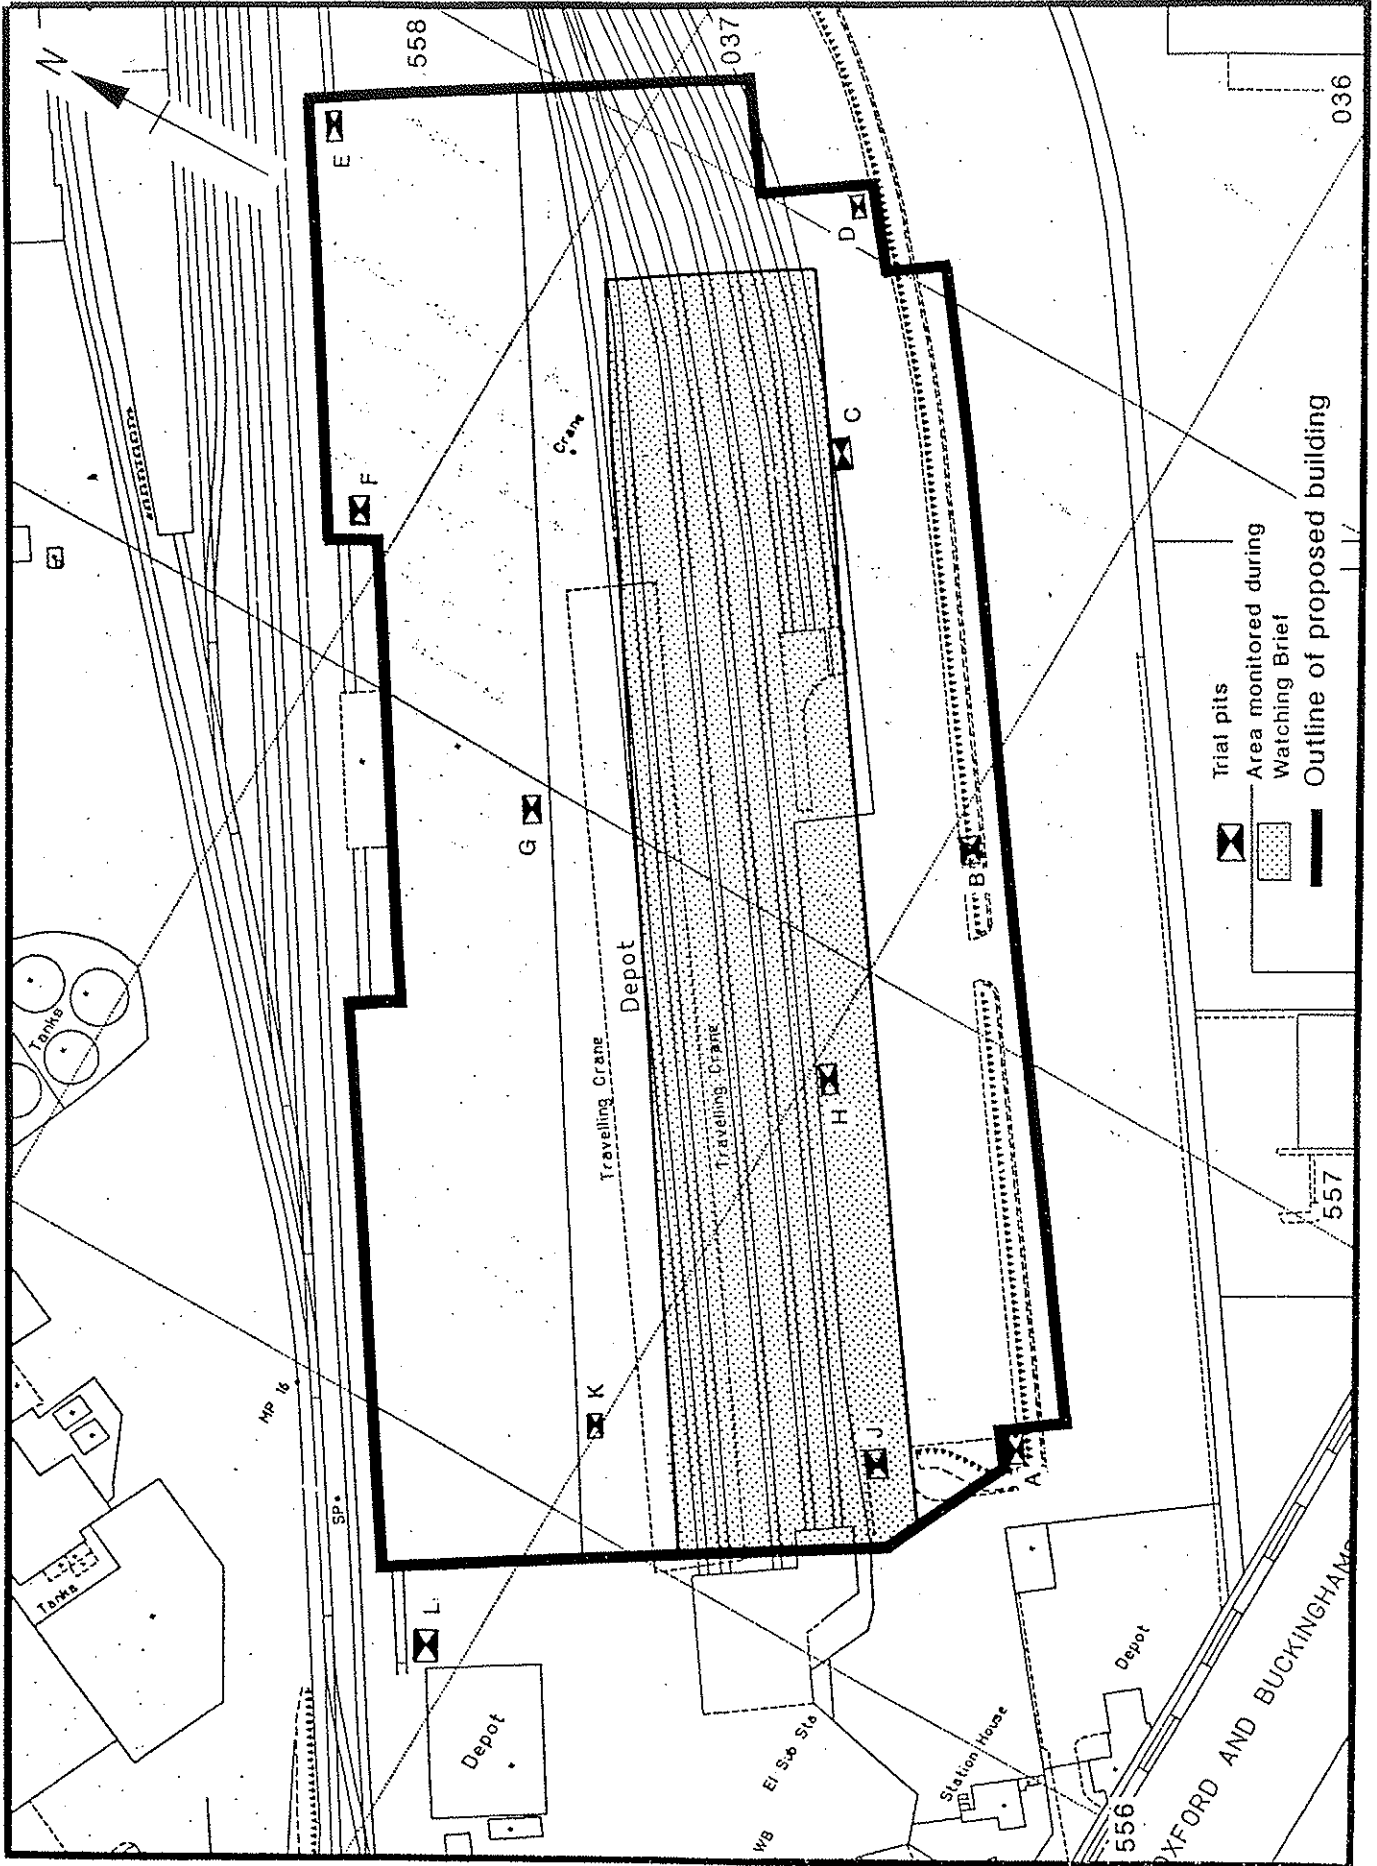 N
558
037
036
E
D
F
C
Crane
G
B
Depot
Travelling Crane
Travelling Crane
H
Tanks
K
J
A
MP 16
SP
L
Tanks
Depot
El Sub Sta
WB
Station House
Depot
556
557
OXFORD AND BUCKINGHAMS
Trial pits
Area monitored during
Watching Brief
Outline of proposed building